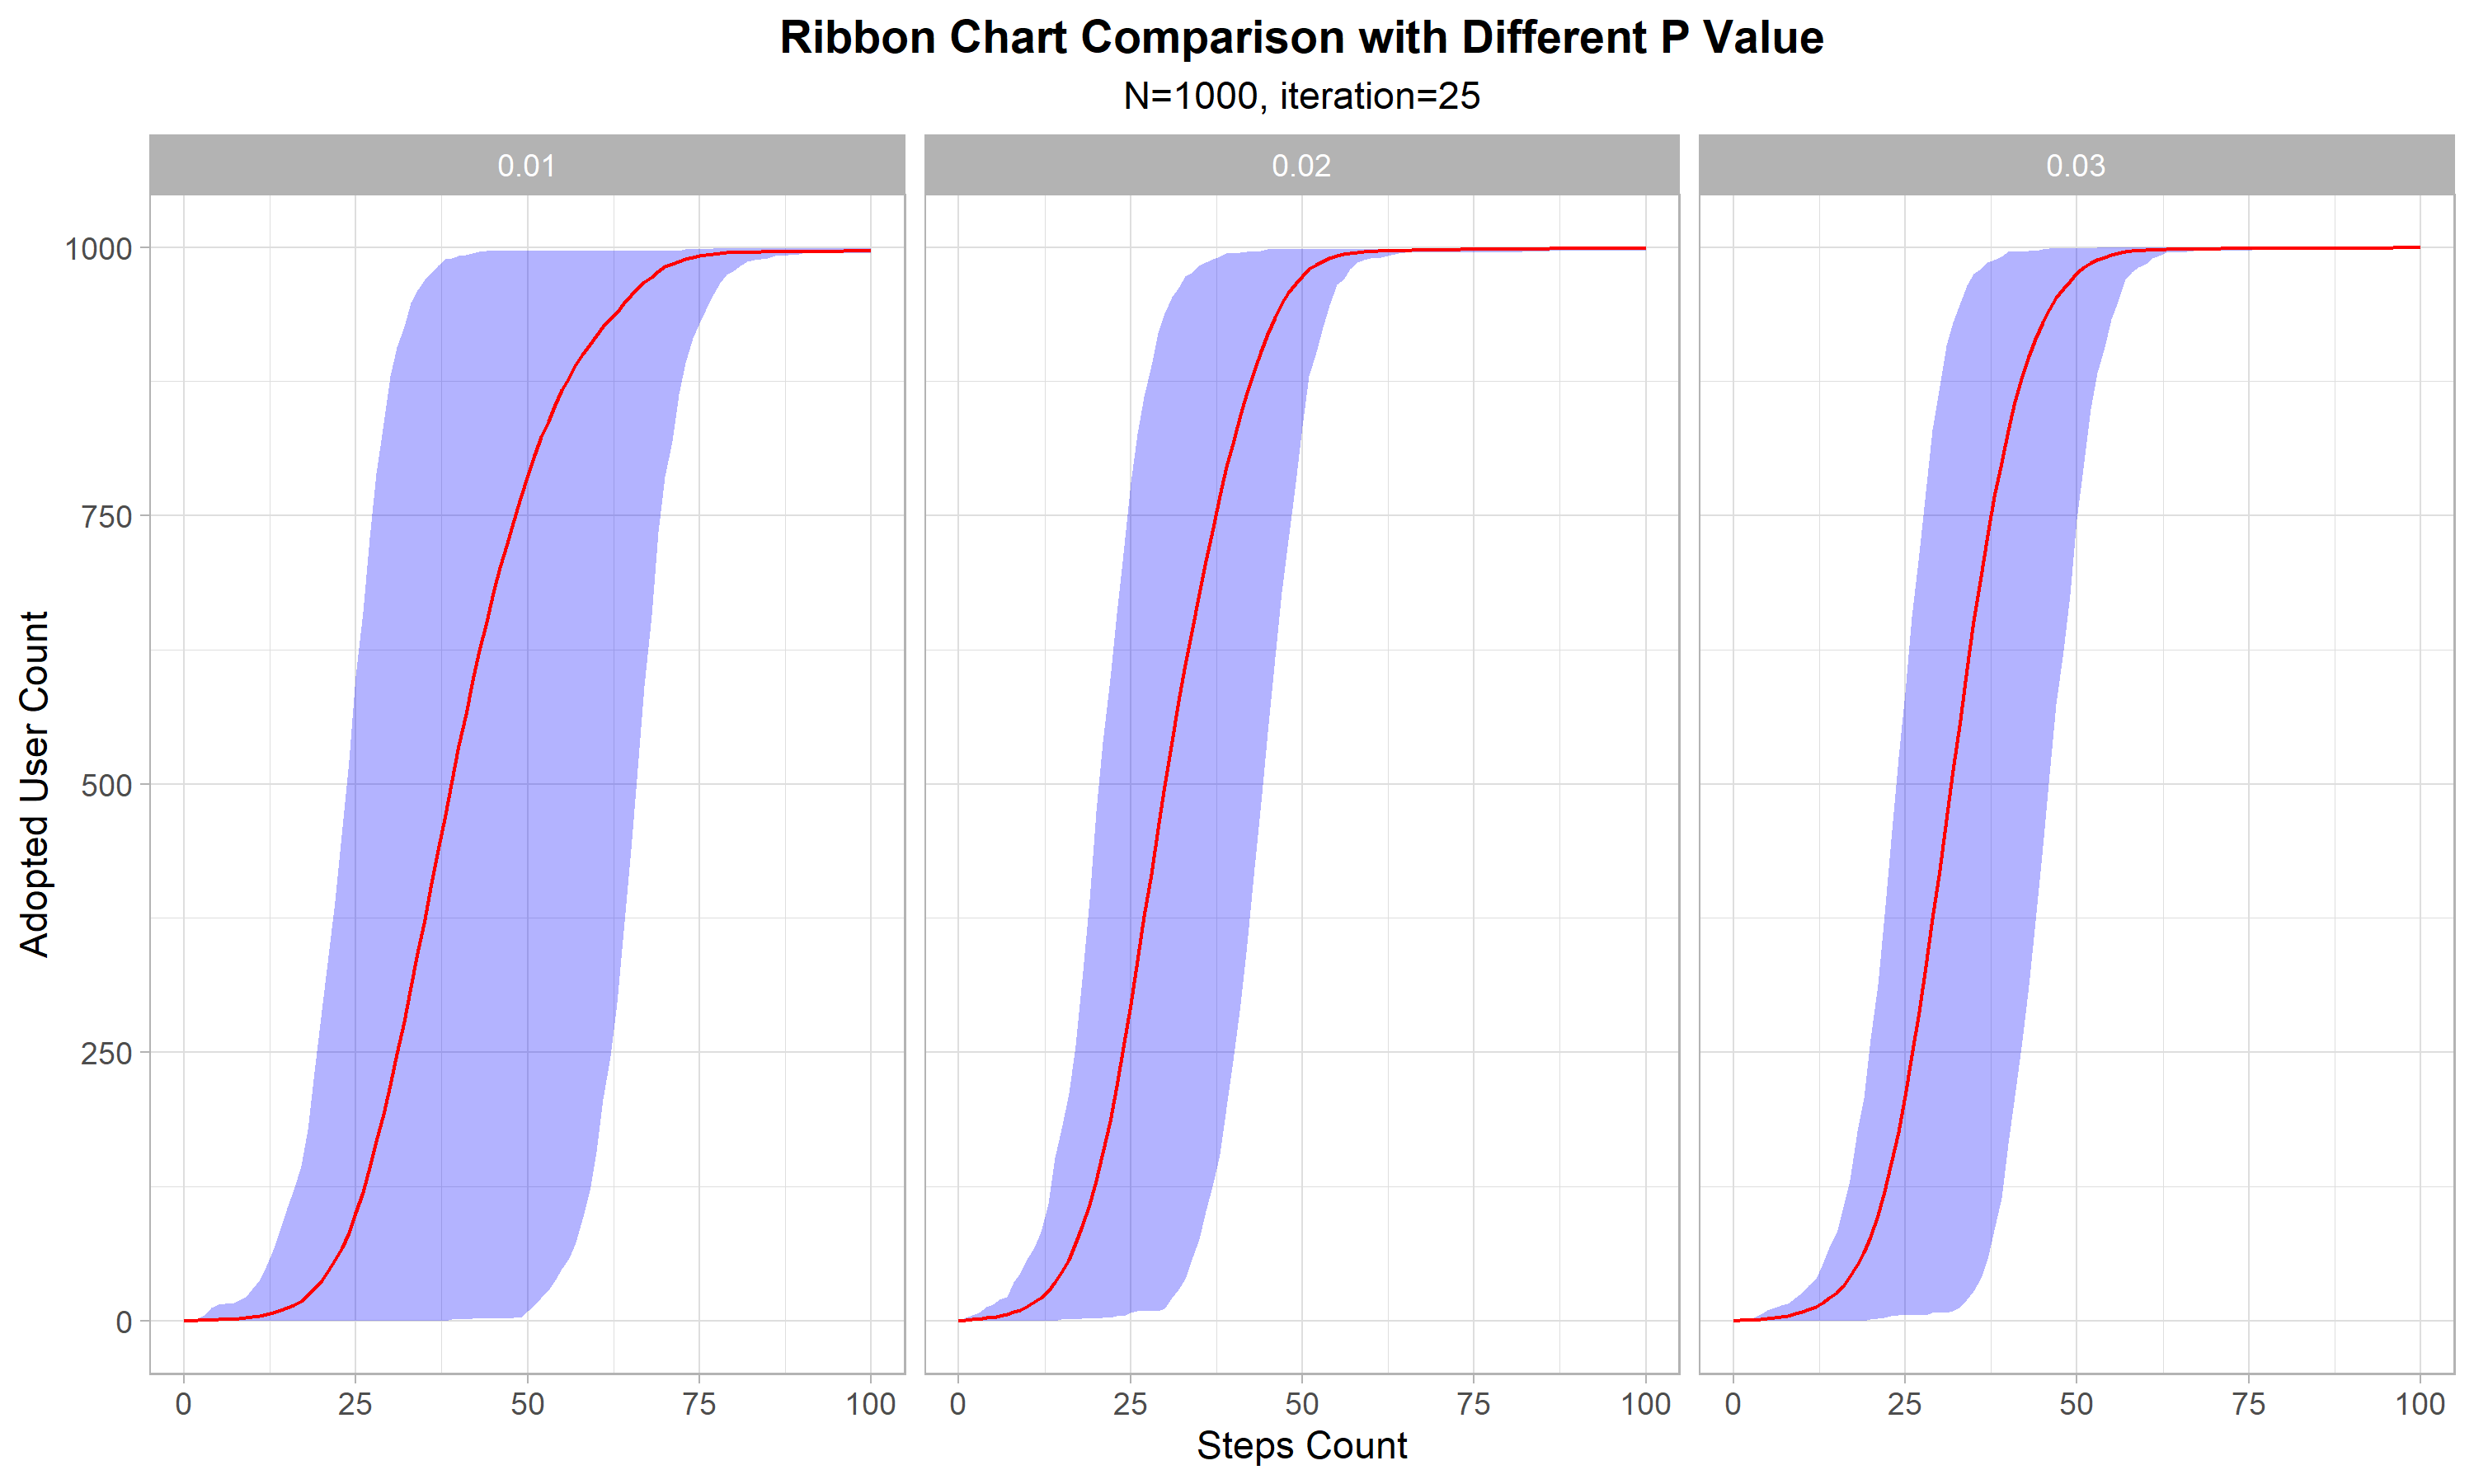 Ribbon Chart Comparison with Different P Value
N=1000, iteration=25
0.01 0.02 0.03
1000
750
500
250
0
Adopted User Count
0 25 50 75 100 0 25 50 75 100 0 25 50 75 100
Steps Count